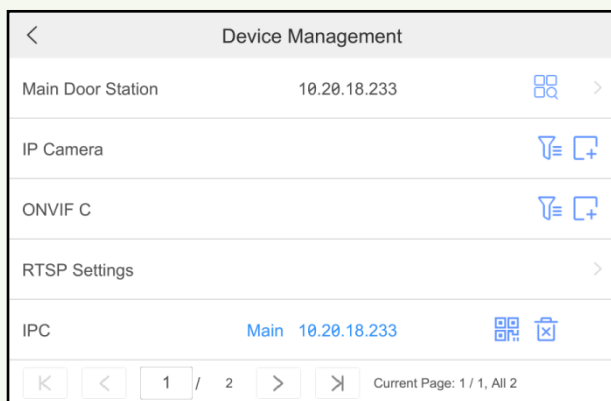 Device Management
Main Door Station 10.20.18.233
IP Camera
ONVIF C
RTSP Settings
IPC Main 10.20.18.233
1 / 2 Current Page: 1 / 1, All 2